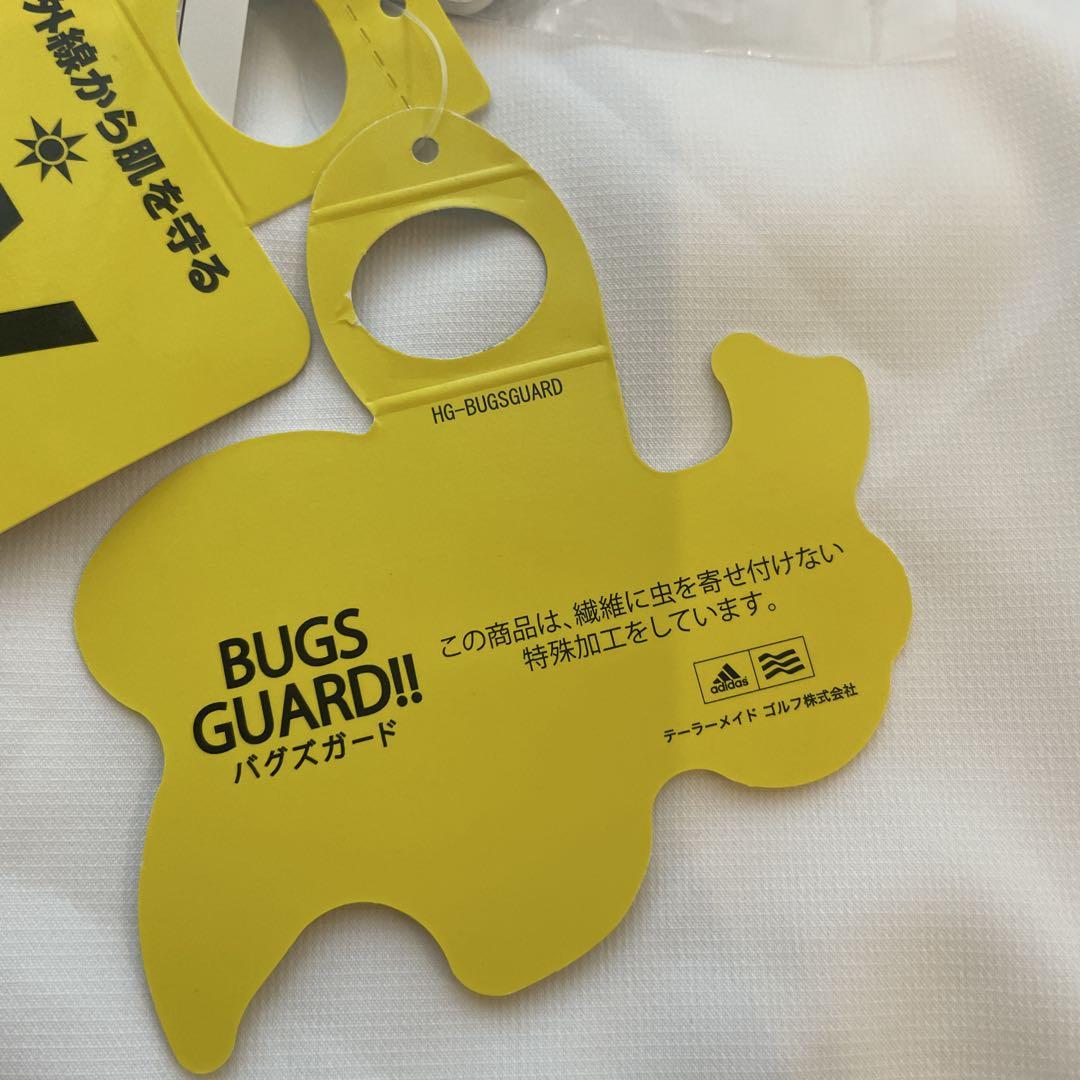 外線から肌を守る
HG-BUGSGUARD
BUGS
GUARD!!
バグズガード
この商品は、繊維に虫を寄せ付けない
特殊加工をしています。
adidas
テーラーメイド ゴルフ株式会社